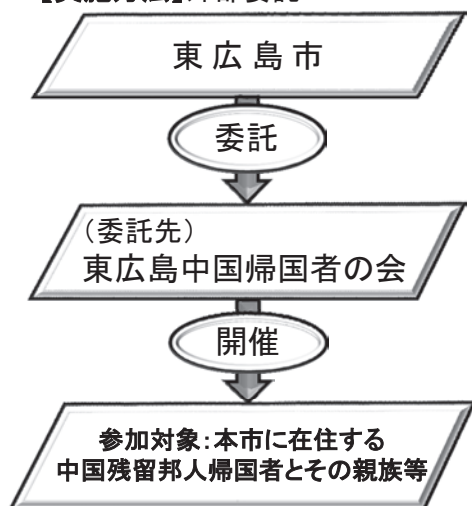 東広島市
委託
(委託先)
東広島中国帰国者の会
開催
参加対象:本市に在住する
中国残留邦人帰国者とその親族等